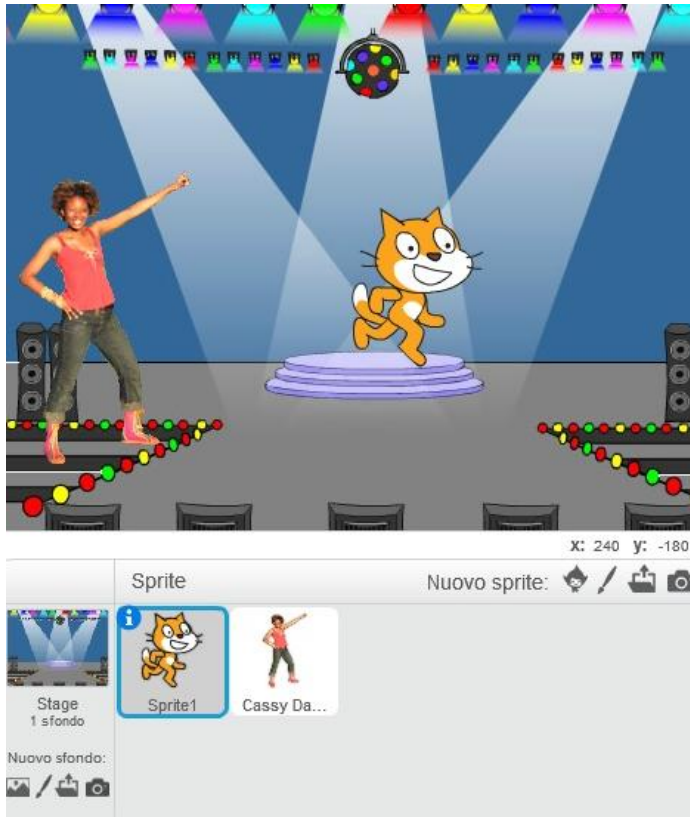 x: 240 y: -180
Sprite
Nuovo sprite:
i
Sprite1
Cassy Da...
Stage
1 sfondo
Nuovo sfondo: